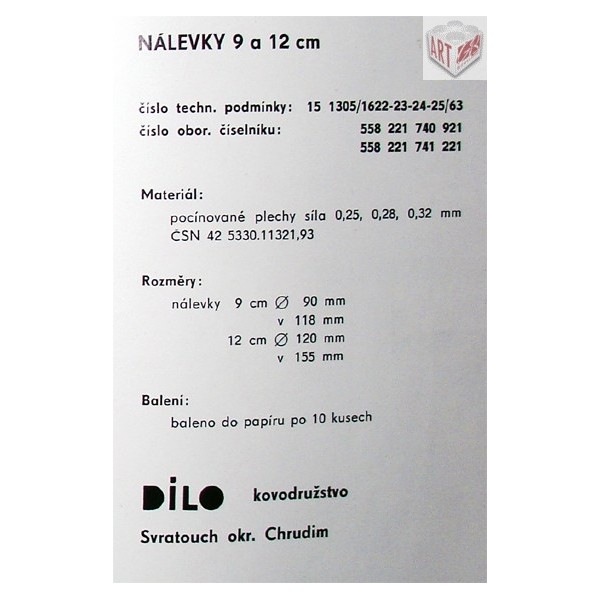 NÁLEVKY 9 a 12 cm
ART
číslo techn. podmínky: 15 1305/1622-23-24-25/63
číslo obor. číselníku: 558 221 740 921
558 221 741 221
Materiál:
pocínované plechy síla 0,25, 0,28, 0,32 mm
ČSN 42 5330.11321,93
Rozměry:
nálevky 9 cm ∅ 90 mm
v 118 mm
12 cm ∅ 120 mm
v 155 mm
Balení:
baleno do papíru po 10 kusech
DÍLO kovodružstvo
Svratouch okr. Chrudim